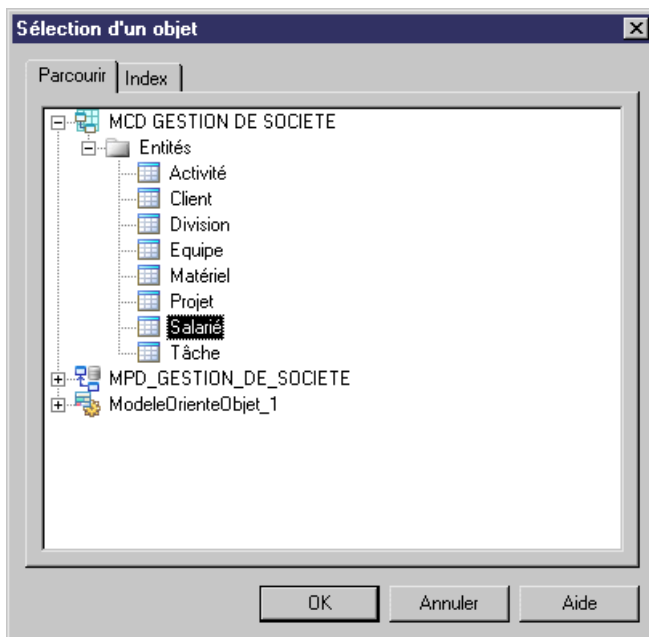 Sélection d'un objet
Parcourir
Index
MCD GESTION DE SOCIETE
Entités
Activité
Client
Division
Equipe
Matériel
Projet
Salarié
Tâche
MPD_GESTION_DE_SOCIETE
ModeleOrienteObjet_1
OK
Annuler
Aide